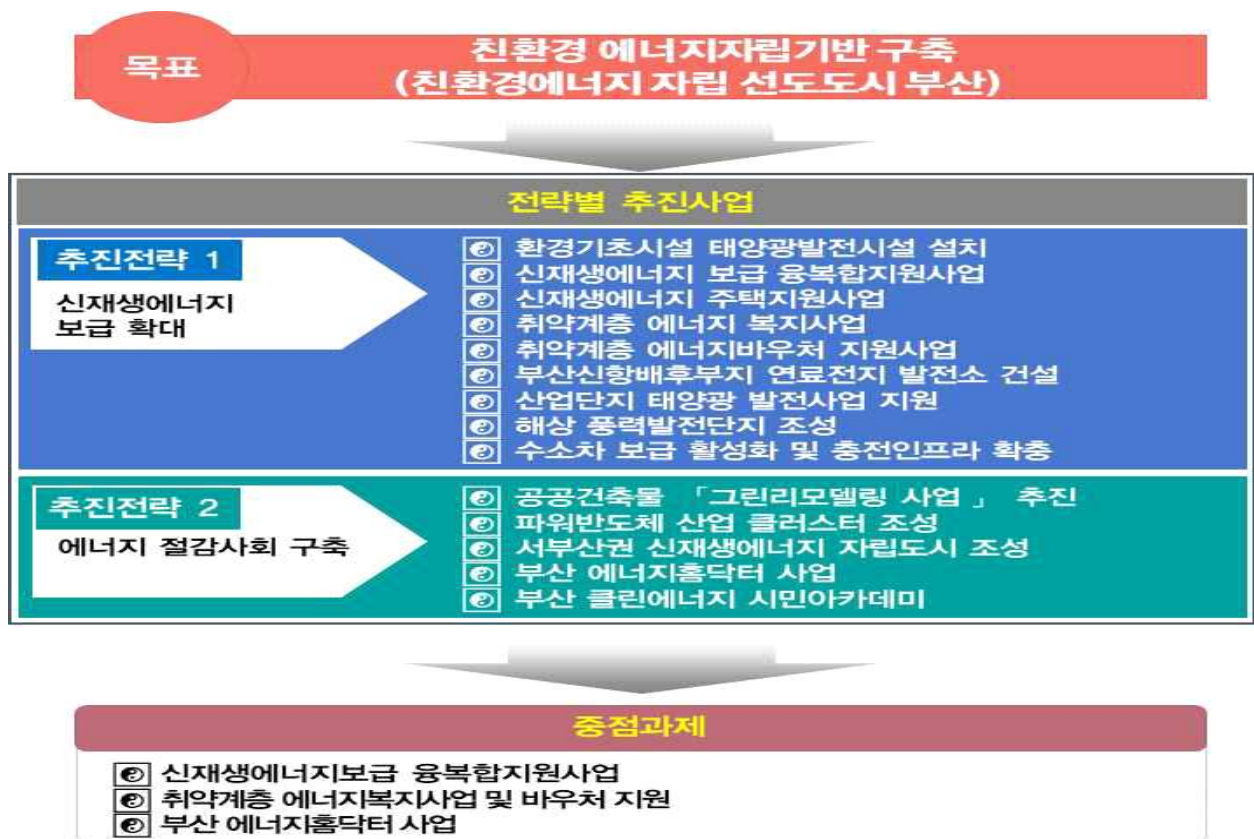 목표
친환경 에너지자립기반 구축
(친환경에너지 자립 선도도시 부산)
전략별 추진사업
추진전략 1
신재생에너지
보급 확대
환경기초시설 태양광발전시설 설치
신재생에너지 보급 융복합지원사업
신재생에너지 주택지원사업
취약계층 에너지 복지사업
취약계층 에너지바우처 지원사업
부산신항배후부지 연료전지 발전소 건설
산업단지 태양광 발전사업 지원
해상 풍력발전단지 조성
수소차 보급 활성화 및 충전인프라 확충
추진전략 2
에너지 절감사회 구축
공공건축물 「그린리모델링 사업 」 추진
파워반도체 산업 클러스터 조성
서부산권 신재생에너지 자립도시 조성
부산 에너지홈닥터 사업
부산 클린에너지 시민아카데미
중점과제
신재생에너지보급 융복합지원사업
취약계층 에너지복지사업 및 바우처 지원
부산 에너지홈닥터 사업